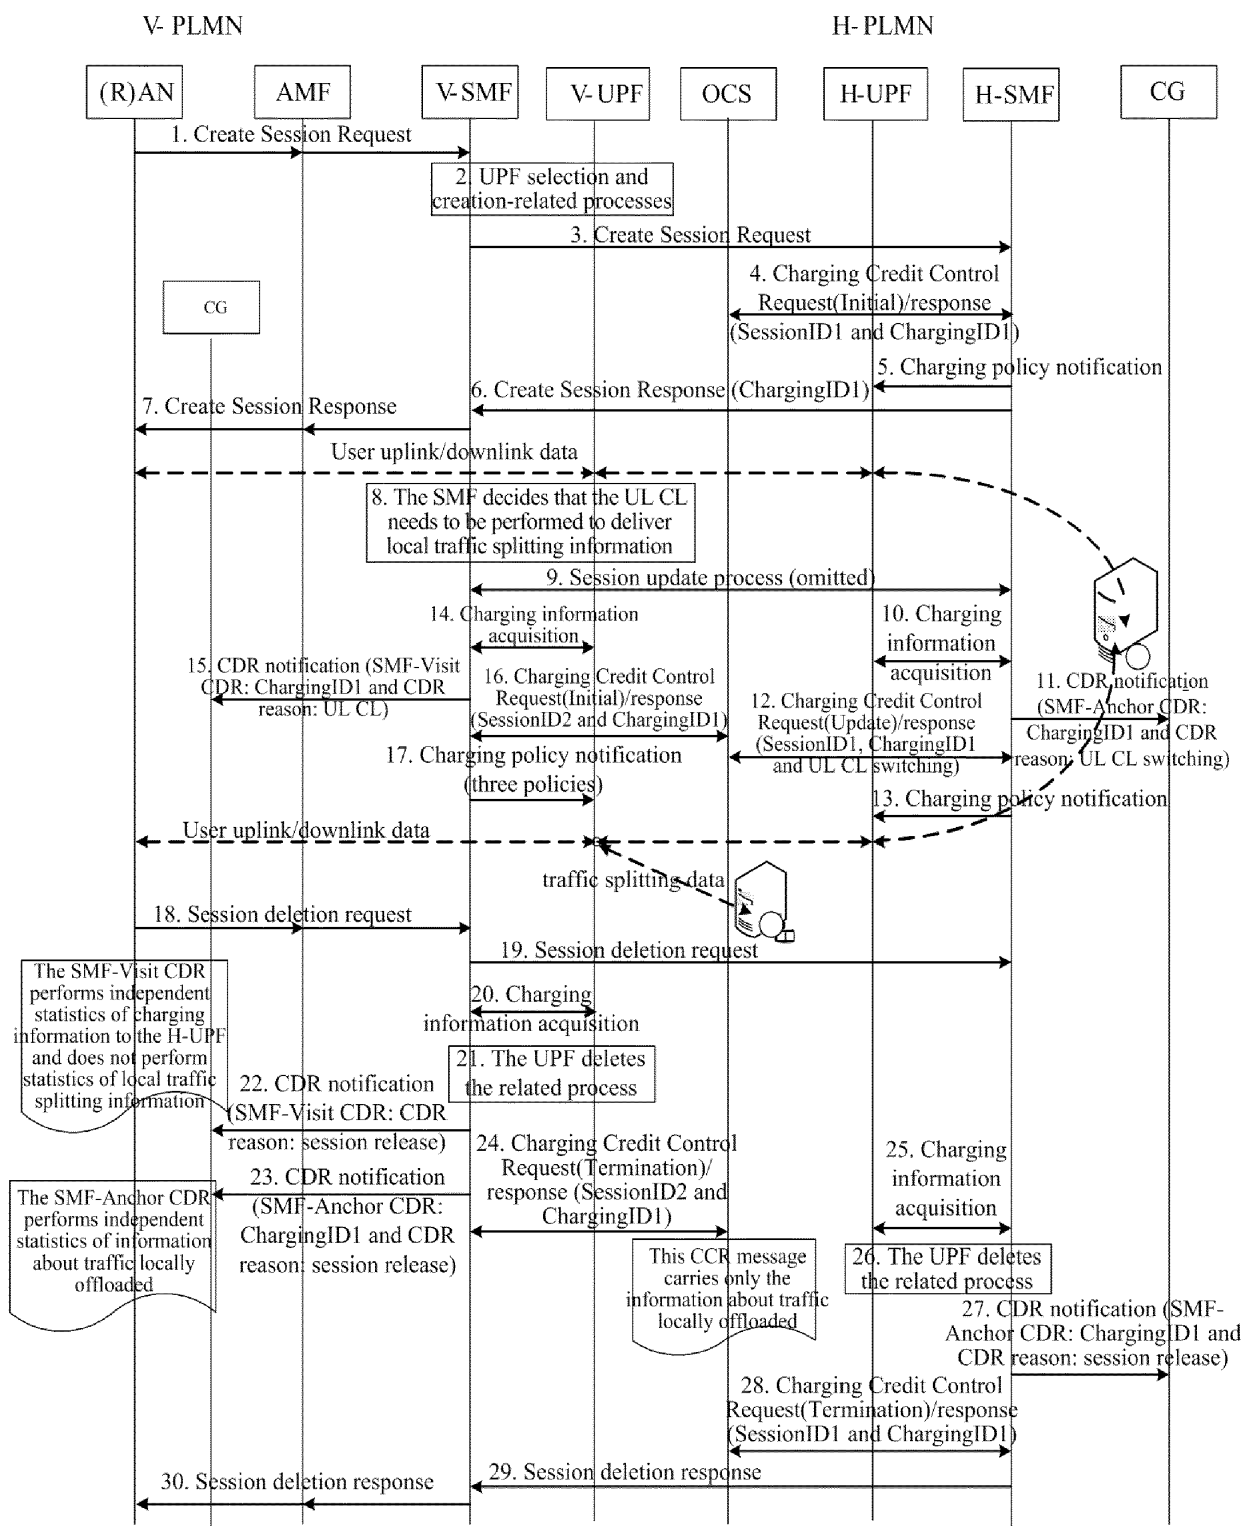 V- PLMN
H- PLMN
(R)AN
AMF
V-SMF
V-UPF
OCS
H-UPF
H-SMF
CG
1. Create Session Request
2. UPF selection and
creation-related processes
3. Create Session Request
4. Charging Credit Control
Request(Initial)/response
(SessionID1 and ChargingID1)
CG
5. Charging policy notification
6. Create Session Response (ChargingID1)
7. Create Session Response
User uplink/downlink data
8. The SMF decides that the UL CL
needs to be performed to deliver
local traffic splitting information
9. Session update process (omitted)
14. Charging information
acquisition
10. Charging
information
acquisition
15. CDR notification (SMF-Visit
CDR: ChargingID1 and CDR
reason: UL CL)
16. Charging Credit Control
Request(Initial)/response
(SessionID2 and ChargingID1)
12. Charging Credit Control
Request(Update)/response
(SessionID1, ChargingID1
and UL CL switching)
11. CDR notification
(SMF-Anchor CDR:
ChargingID1 and CDR
reason: UL CL switching)
17. Charging policy notification
(three policies)
13. Charging policy notification
User uplink/downlink data
traffic splitting data
18. Session deletion request
19. Session deletion request
The SMF-Visit CDR
performs independent
statistics of charging
information to the H-UPF
and does not perform
statistics of local traffic
splitting information
20. Charging
information acquisition
21. The UPF deletes
the related process
22. CDR notification
(SMF-Visit CDR: CDR
reason: session release)
24. Charging Credit Control
Request(Termination)/
response (SessionID2 and
ChargingID1)
25. Charging
information
acquisition
23. CDR notification
(SMF-Anchor CDR:
ChargingID1 and CDR
reason: session release)
The SMF-Anchor CDR
performs independent
statistics of information
about traffic locally
offloaded
This CCR message
carries only the
information about traffic
locally offloaded
26. The UPF deletes
the related process
27. CDR notification (SMF-
Anchor CDR: ChargingID1 and
CDR reason: session release)
28. Charging Credit Control
Request(Termination)/response
(SessionID1 and ChargingID1)
29. Session deletion response
30. Session deletion response